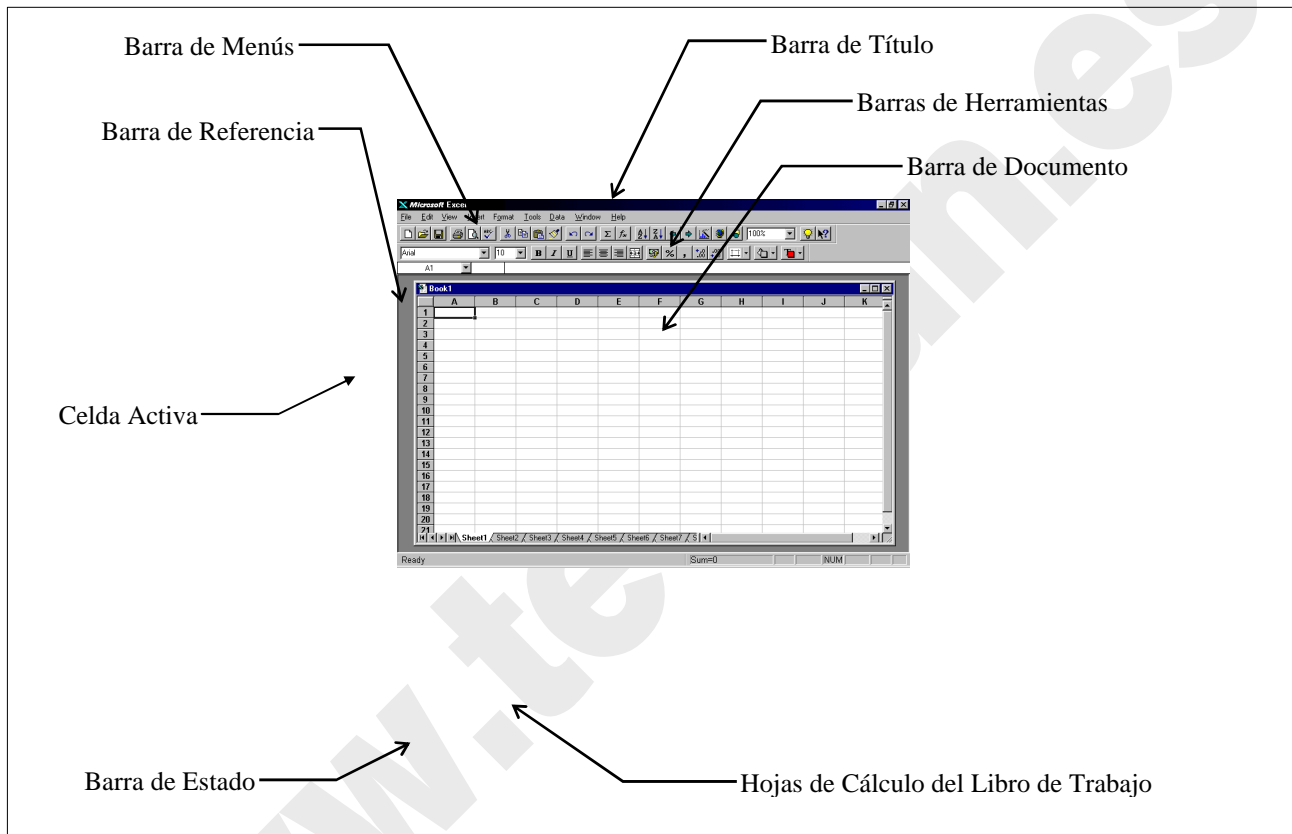 Barra de Menús
Barra de Título
Barras de Herramientas
Barra de Referencia
Barra de Documento
Microsoft Excel
File Edit View Insert Format Tools Data Window Help
100%
Arial 10 B I U % ,
A1
Book1
A B C D E F G H I J K
1
2
3
4
5
6
7
8
9
10
11
12
13
14
15
16
17
18
19
20
21
Celda Activa
Sheet1 Sheet2 Sheet3 Sheet4 Sheet5 Sheet6 Sheet7 S
Ready Sum=0 NUM
Barra de Estado
Hojas de Cálculo del Libro de Trabajo